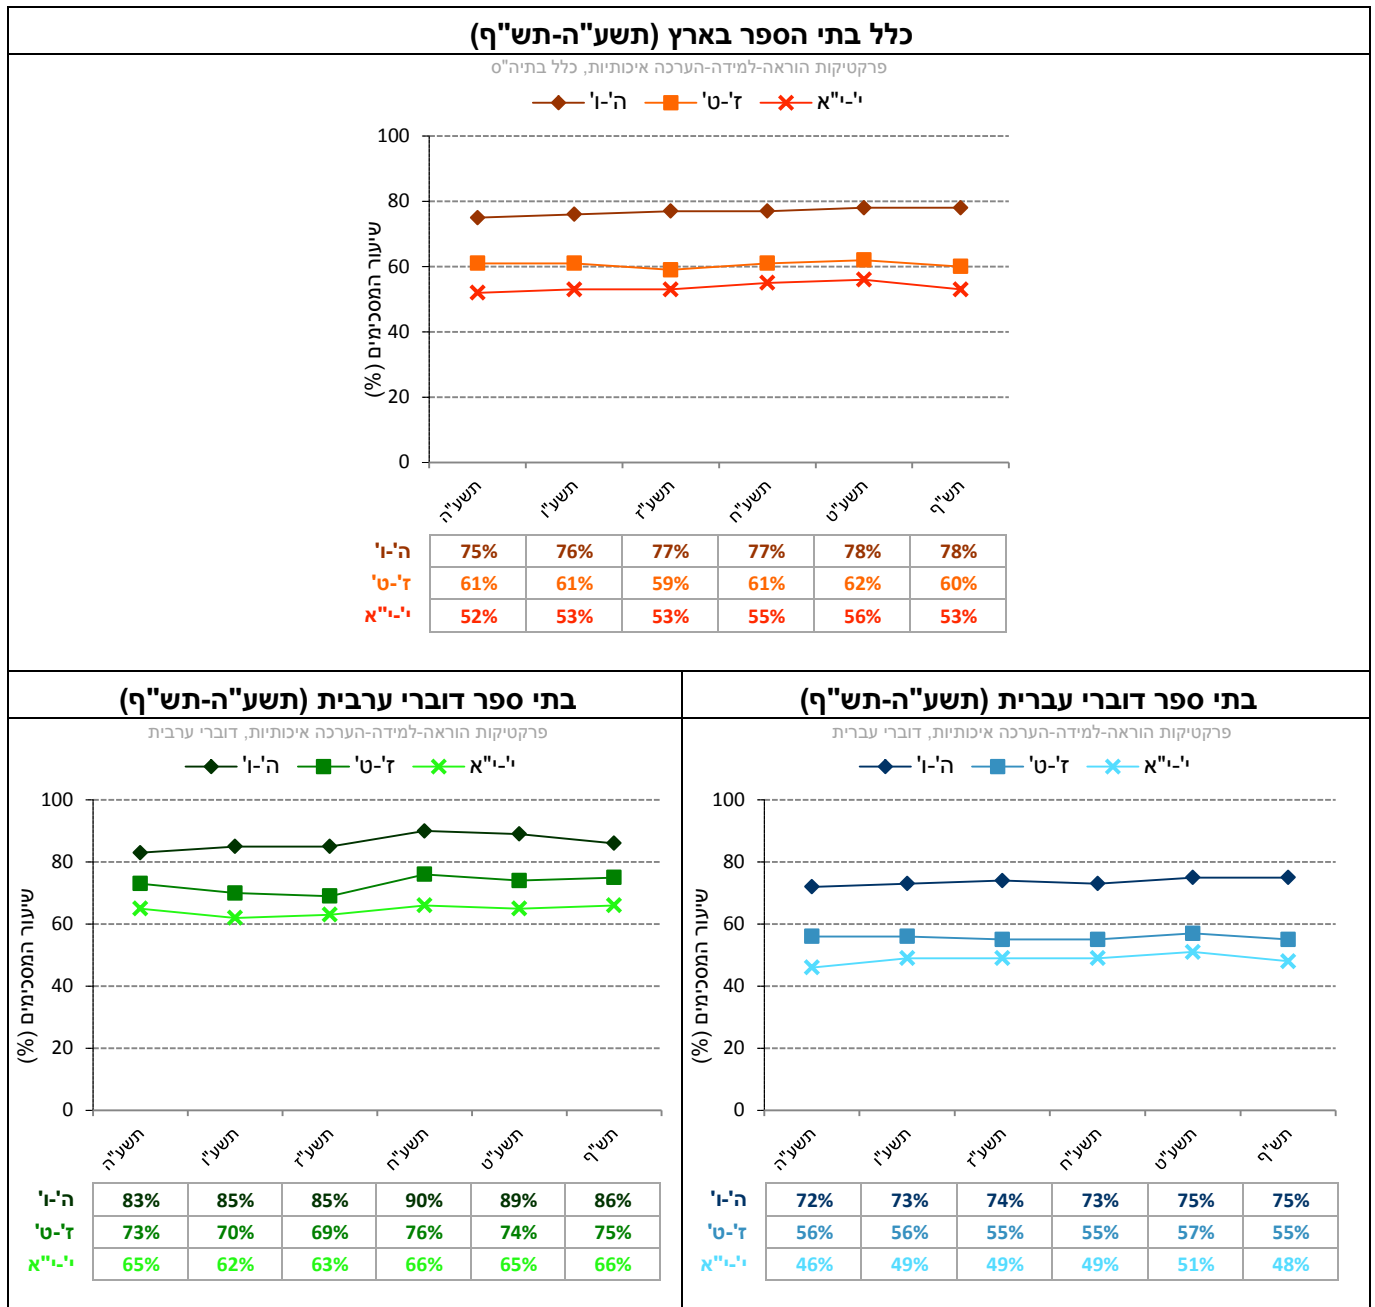 כלל בתי הספר בארץ (תשע"ה-תש"ף)
פרקטיקות הוראה-למידה-הערכה איכותיות, כלל בתיה"ס
ה'-ו' ז'-ט' י'-י"א
שיעור המסכימים (%)
100
80
60
40
20
0
תשע"ה תשע"ו תשע"ז תשע"ח תשע"ט תש"ף
ה'-ו' 75% 76% 77% 77% 78% 78%
ז'-ט' 61% 61% 59% 61% 62% 60%
י'-י"א 52% 53% 53% 55% 56% 53%
בתי ספר דוברי עברית (תשע"ה-תש"ף)
פרקטיקות הוראה-למידה-הערכה איכותיות, דוברי עברית
ה'-ו' ז'-ט' י'-י"א
שיעור המסכימים (%)
100
80
60
40
20
0
תשע"ה תשע"ו תשע"ז תשע"ח תשע"ט תש"ף
ה'-ו' 72% 73% 74% 73% 75% 75%
ז'-ט' 56% 56% 55% 55% 57% 55%
י'-י"א 46% 49% 49% 49% 51% 48%
בתי ספר דוברי ערבית (תשע"ה-תש"ף)
פרקטיקות הוראה-למידה-הערכה איכותיות, דוברי ערבית
ה'-ו' ז'-ט' י'-י"א
שיעור המסכימים (%)
100
80
60
40
20
0
תשע"ה תשע"ו תשע"ז תשע"ח תשע"ט תש"ף
ה'-ו' 83% 85% 85% 90% 89% 86%
ז'-ט' 73% 70% 69% 76% 74% 75%
י'-י"א 65% 62% 63% 66% 65% 66%